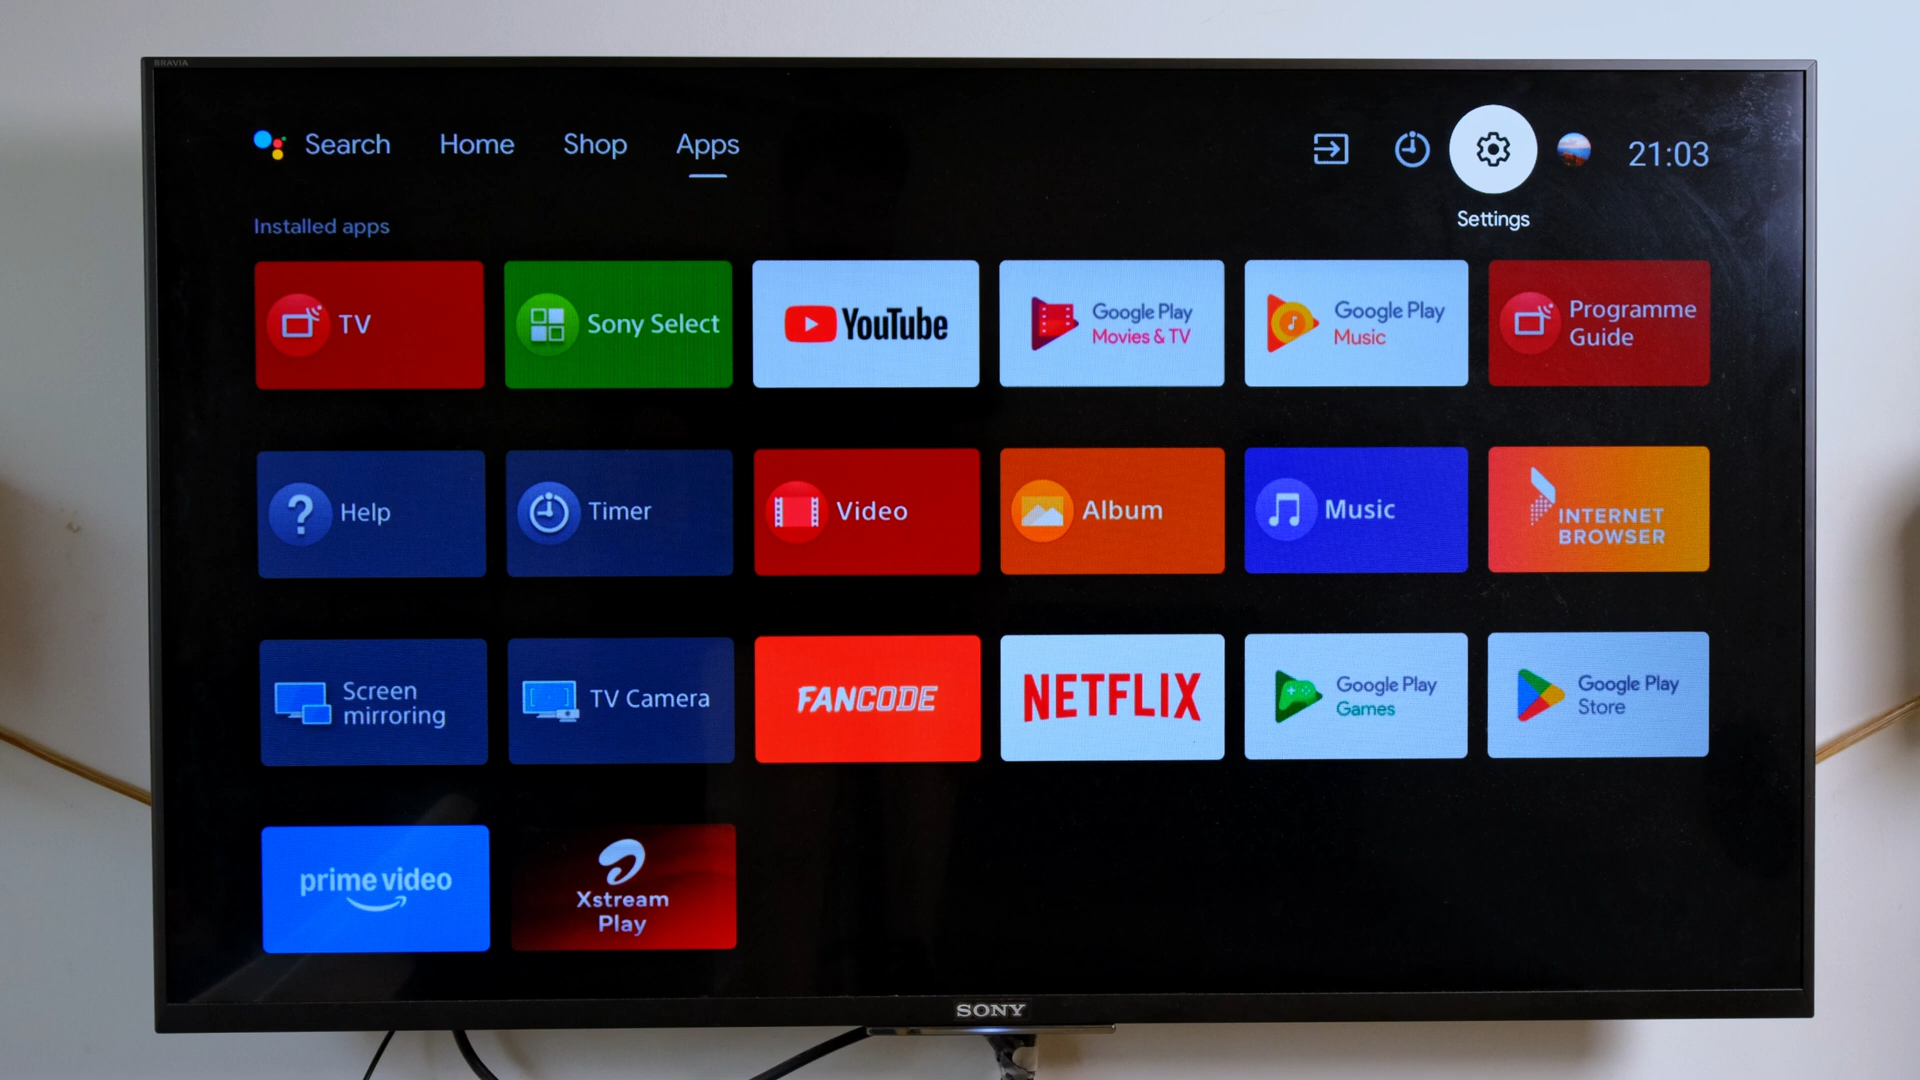 BRAVIA
Search Home Shop Apps 21:03
Settings
Installed apps
TV
Sony Select
YouTube
Google Play
Movies & TV
Google Play
Music
Programme
Guide
Help
Timer
Video
Album
Music
INTERNET
BROWSER
Screen
mirroring
TV Camera
FANCODE
NETFLIX
Google Play
Games
Google Play
Store
prime video
Xstream
Play
SONY